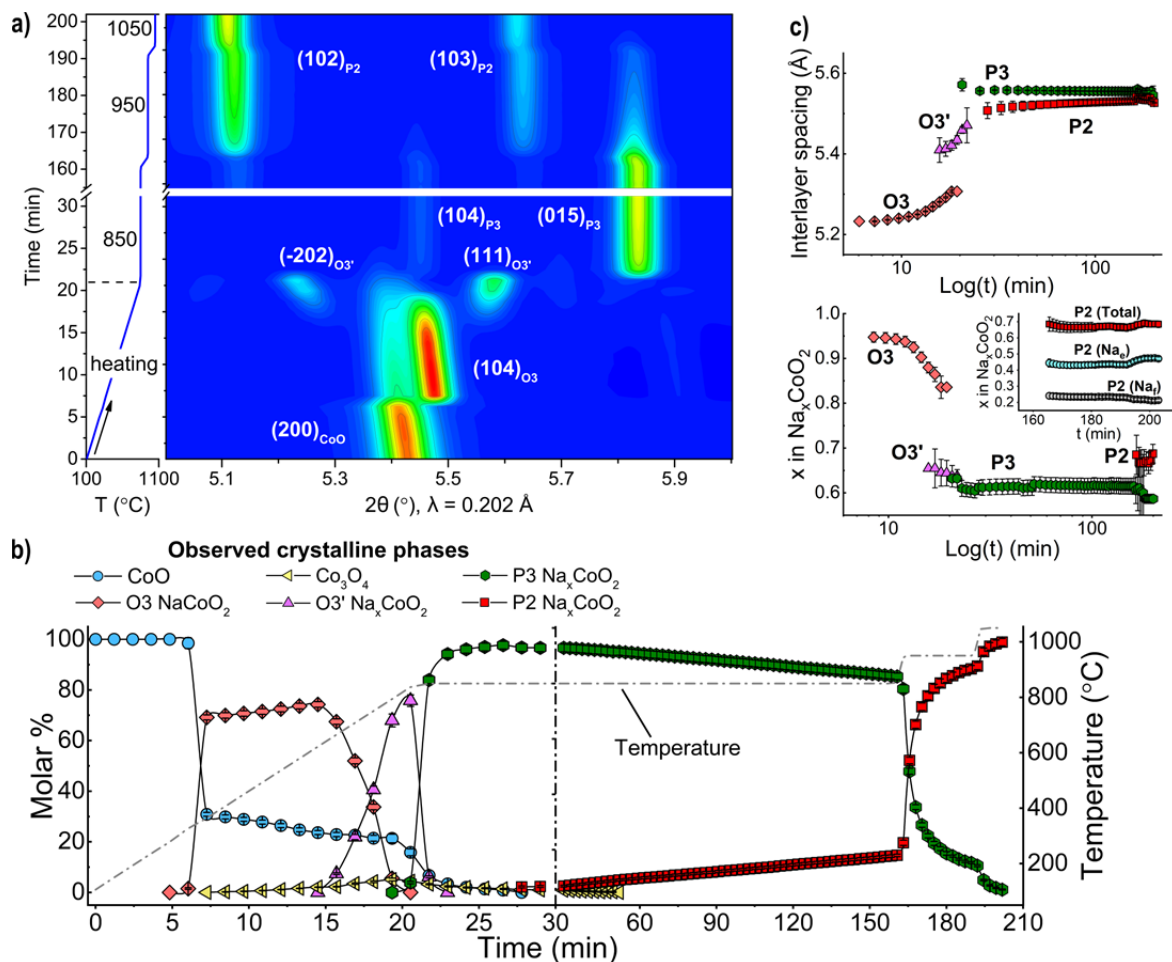 a)
1050
950
850
heating
Time (min)
200
190
180
170
160
30
25
20
15
10
5
0
100
1100
T (°C)
(102)P2
(103)P2
(104)P3
(015)P3
(-202)O3'
(111)O3'
(104)O3
(200)CoO
5.1
5.3
5.5
5.7
5.9
2θ (°), λ = 0.202 Å
c)
Interlayer spacing (Å)
5.6
5.4
5.2
P3
O3'
P2
O3
10
100
Log(t) (min)
x in NaxCoO2
1.0
0.9
0.8
0.7
0.6
O3
O3'
P3
P2
10
100
Log(t) (min)
x in NaxCoO2
0.7
0.6
0.5
0.4
0.3
0.2
P2 (Total)
P2 (Nae)
P2 (Naf)
160
180
200
t (min)
b)
Observed crystalline phases
CoO
Co3O4
P3 NaxCoO2
O3 NaCoO2
O3' NaxCoO2
P2 NaxCoO2
Molar %
100
80
60
40
20
0
Temperature
Temperature (°C)
1000
800
600
400
200
0
5
10
15
20
25
30
60
90
120
150
180
210
Time (min)